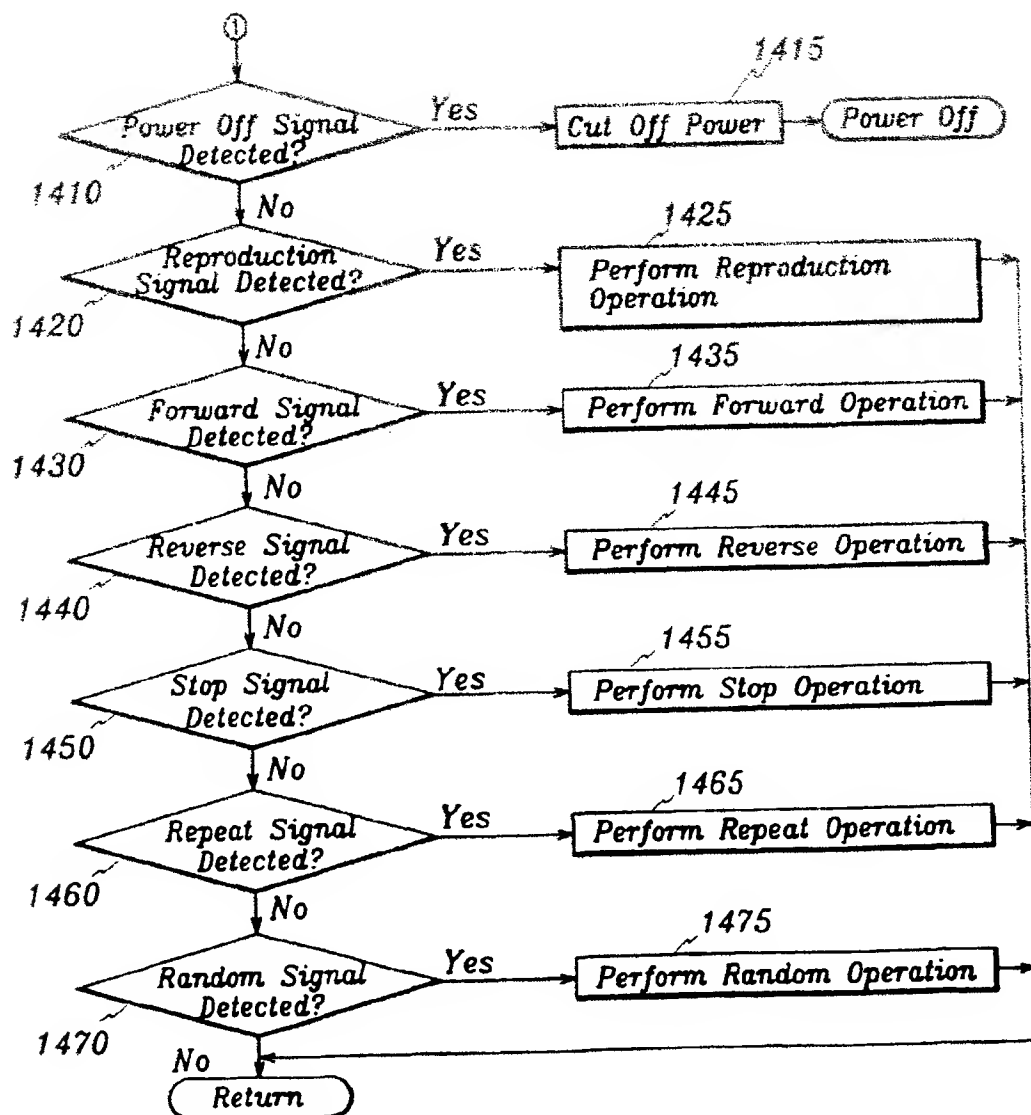 ①
1415
Power Off Signal
Detected?
Yes
Cut Off Power
Power Off
1410
No
1425
Reproduction
Signal Detected?
Yes
Perform Reproduction
Operation
1420
No
1435
Forward Signal
Detected?
Yes
Perform Forward Operation
1430
No
1445
Reverse Signal
Detected?
Yes
Perform Reverse Operation
1440
No
1455
Stop Signal
Detected?
Yes
Perform Stop Operation
1450
No
1465
Repeat Signal
Detected?
Yes
Perform Repeat Operation
1460
No
1475
Random Signal
Detected?
Yes
Perform Random Operation
1470
No
Return